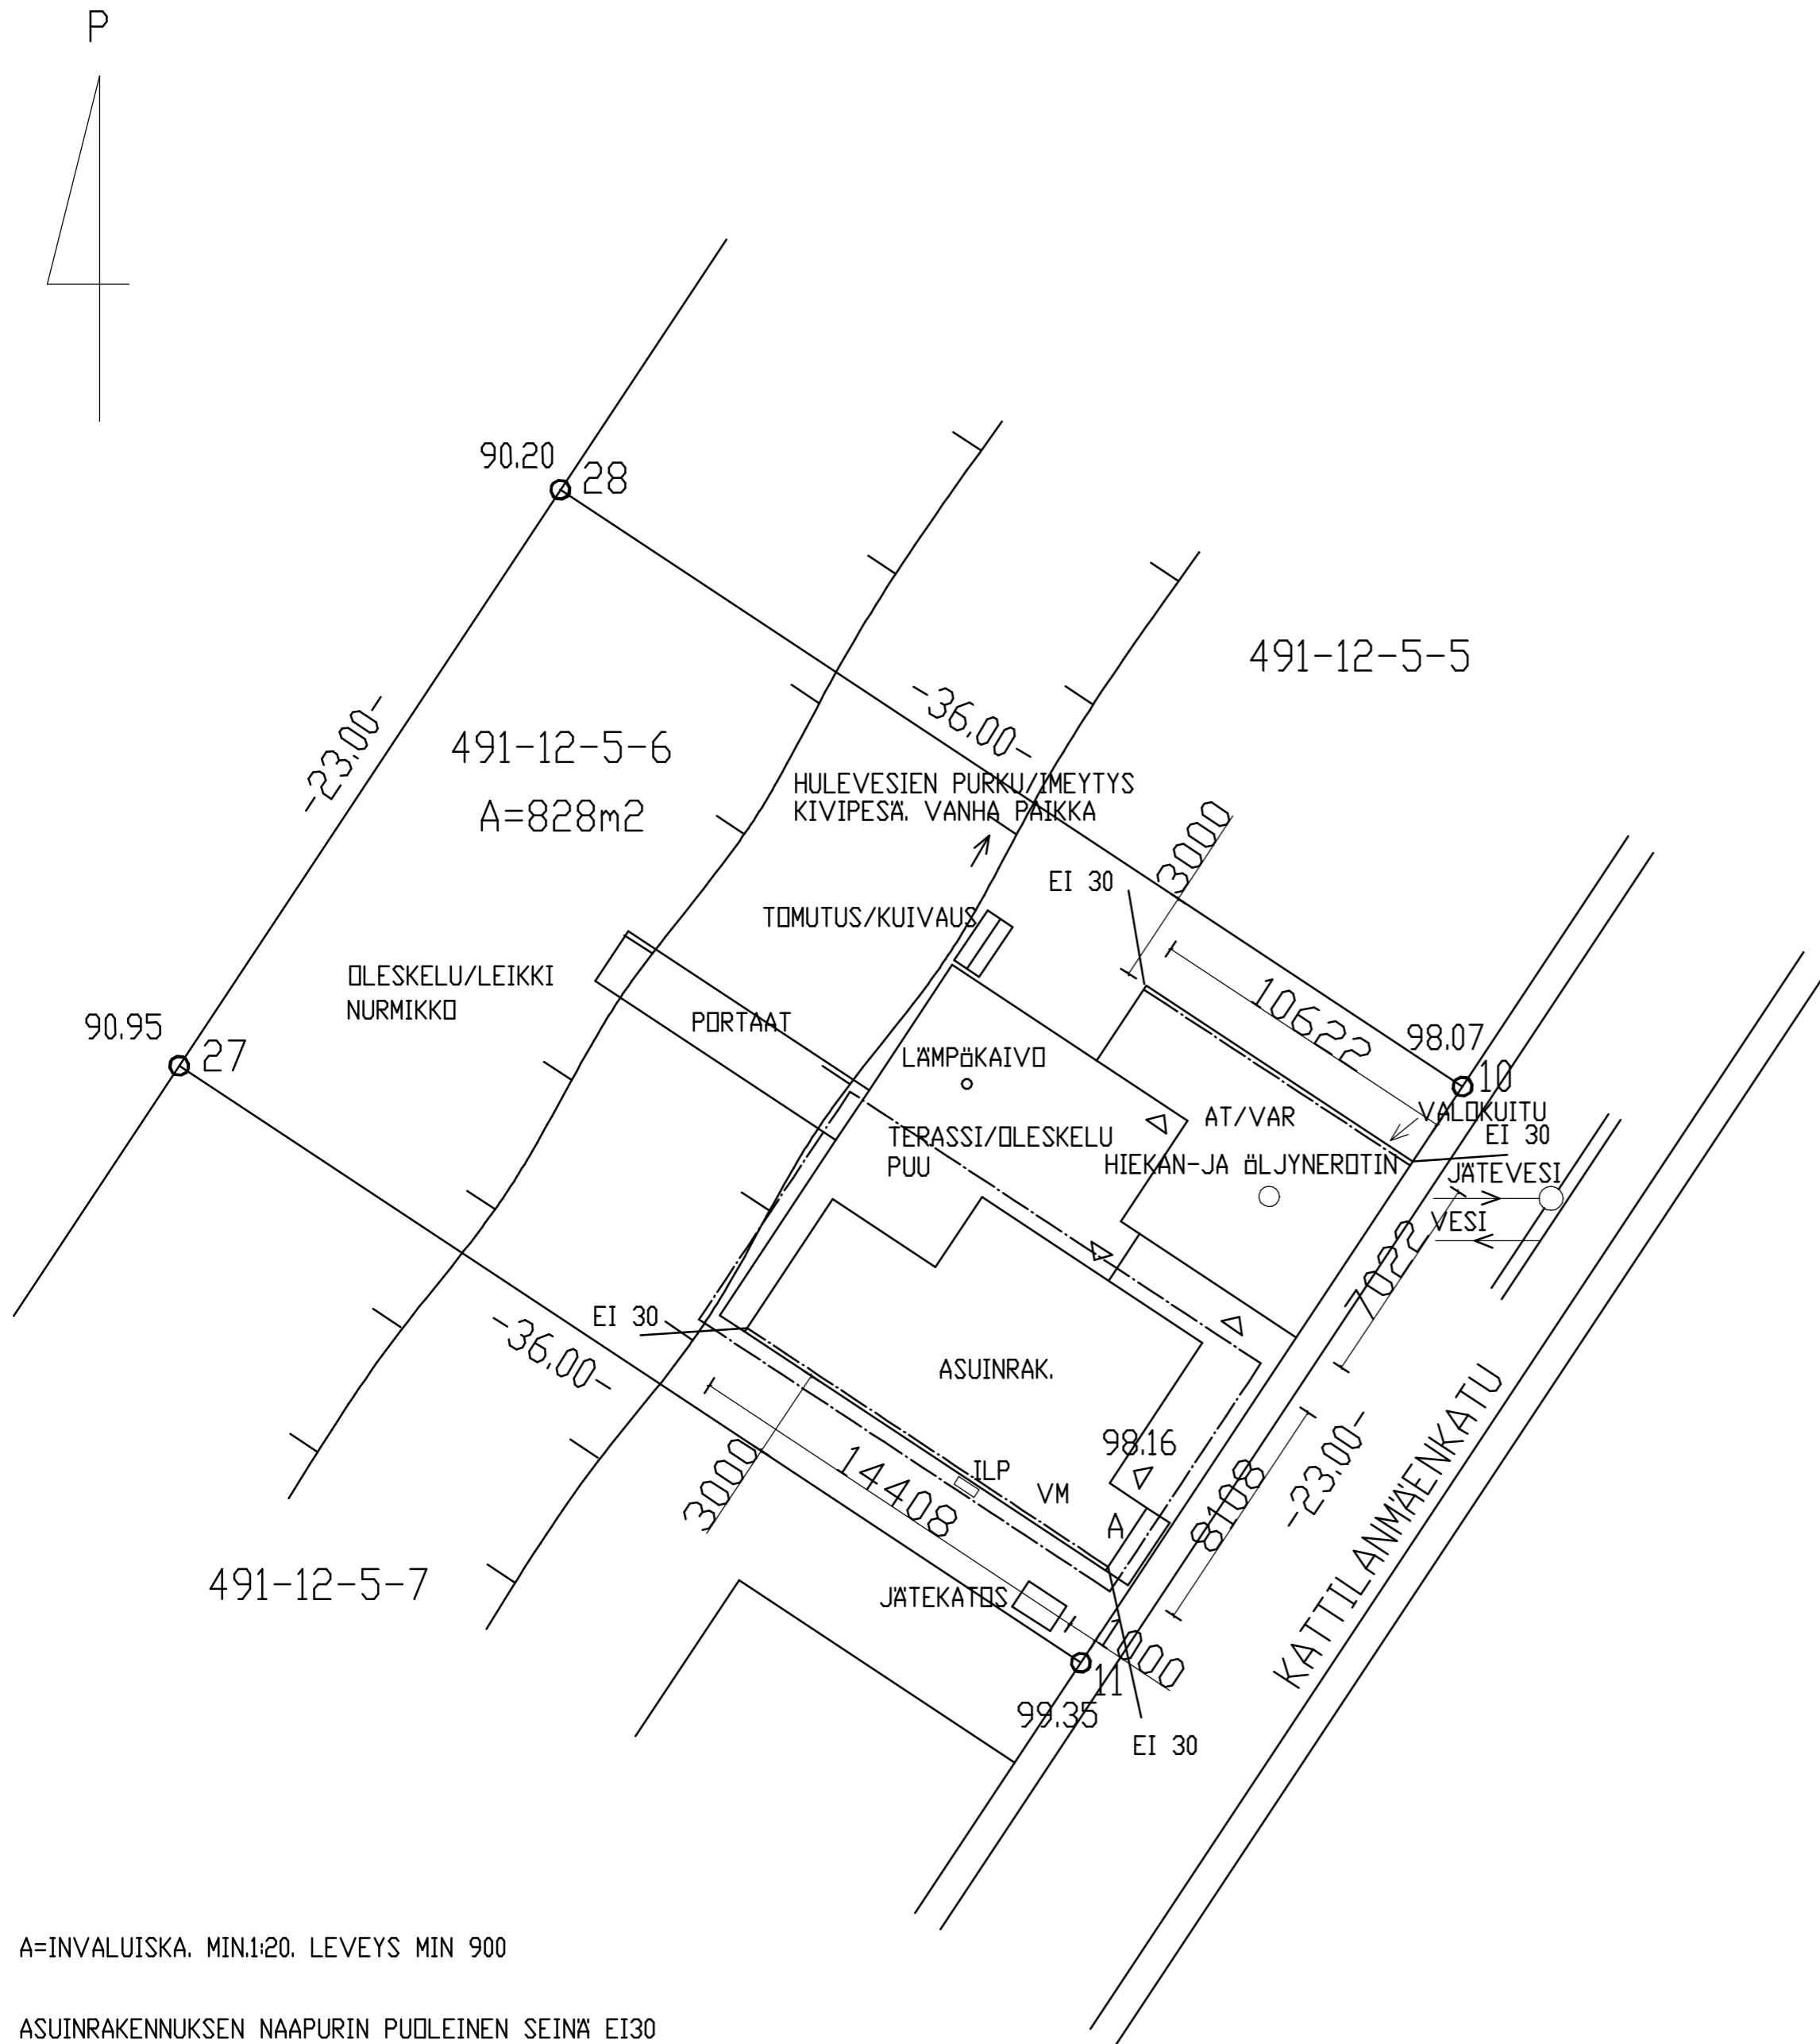 P
90.20
28
491-12-5-5
-36.00-
-23.00-
491-12-5-6
A=828m2
HULEVESIEN PURKU/IMEYTYS
KIVIPESÄ. VANHA PAIKKA
3000
EI 30
TOMUTUS/KUIVAUS
OLESKELU/LEIKKI
NURMIKKO
10622
90.95
27
PORTAAT
98.07
10
LÄMPÖKAIVO
AT/VAR
VALOKUITU
EI 30
TERASSI/OLESKELU
PUU
HIEKAN-JA ÖLJYNEROTIN
JÄTEVESI
VESI
7022
EI 30
-36.00-
ASUINRAK.
98.16
3000
14408
ILP
VM
A
8108
-23.00-
KATTILANMÄENKATU
491-12-5-7
JÄTEKATOS
1000
11
99.35
EI 30
A=INVALUISKA. MIN.1:20. LEVEYS MIN 900
ASUINRAKENNUKSEN NAAPURIN PUOLEINEN SEINÄ EI30